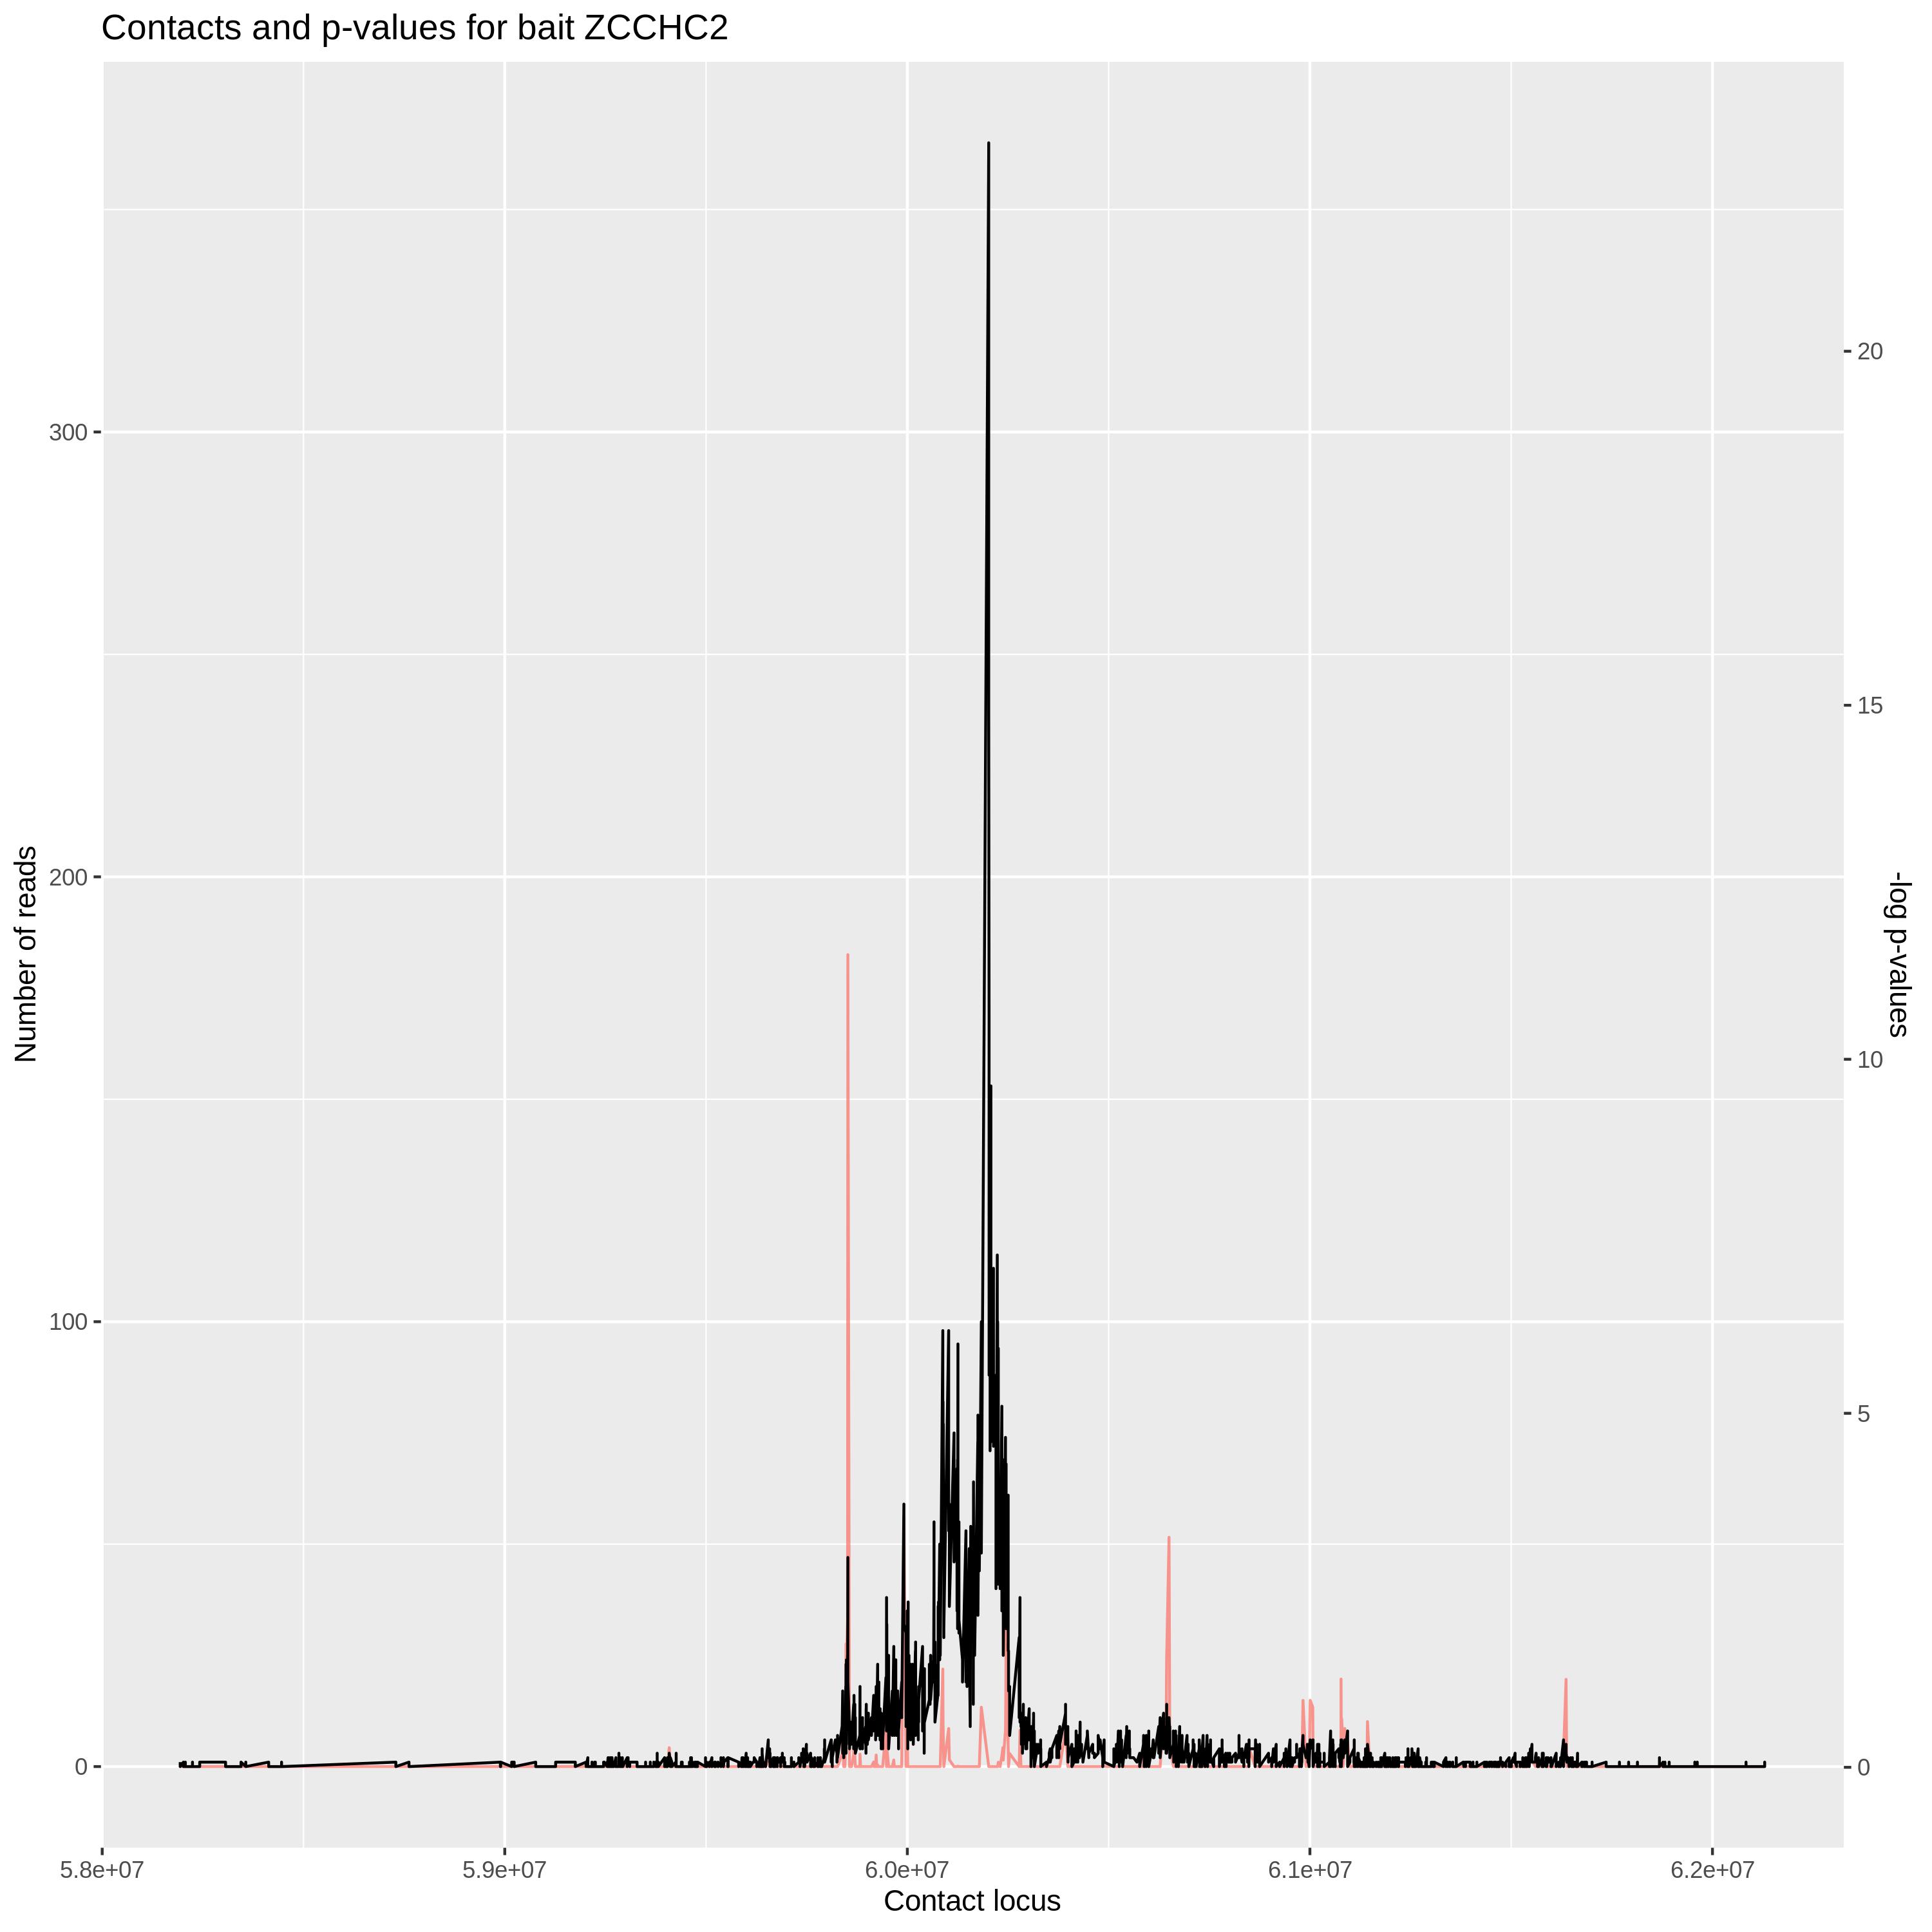 Contacts and p-values for bait ZCCHC2
Number of reads
300
200
100
0
20
15
10
5
0
-log p-values
5.8e+07
5.9e+07
6.0e+07
6.1e+07
6.2e+07
Contact locus